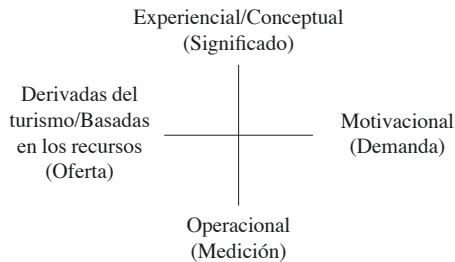 Experiencial/Conceptual
(Significado)
Derivadas del
turismo/Basadas
en los recursos
(Oferta)
Motivacional
(Demanda)
Operacional
(Medición)